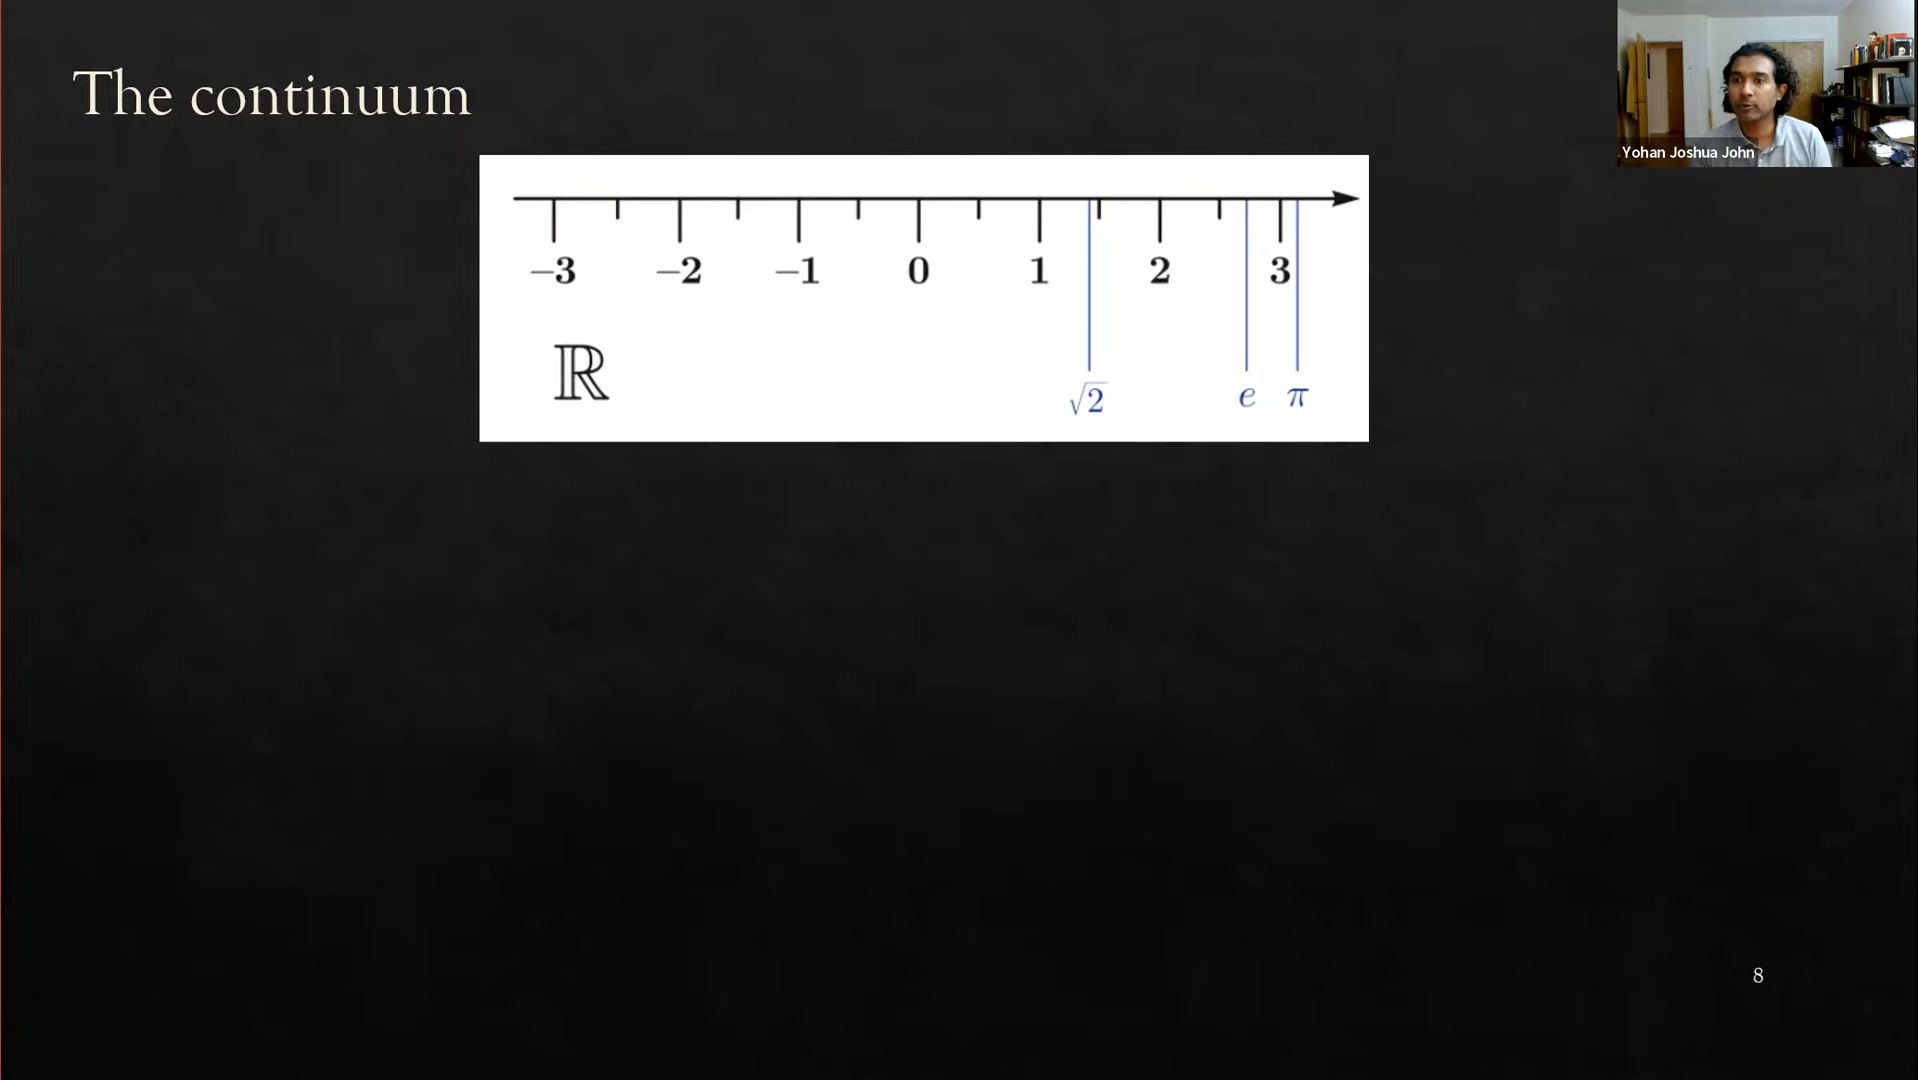 The continuum
Yohan Joshua John
–3 –2 –1 0 1 2 3
ℝ
√2 e π
8